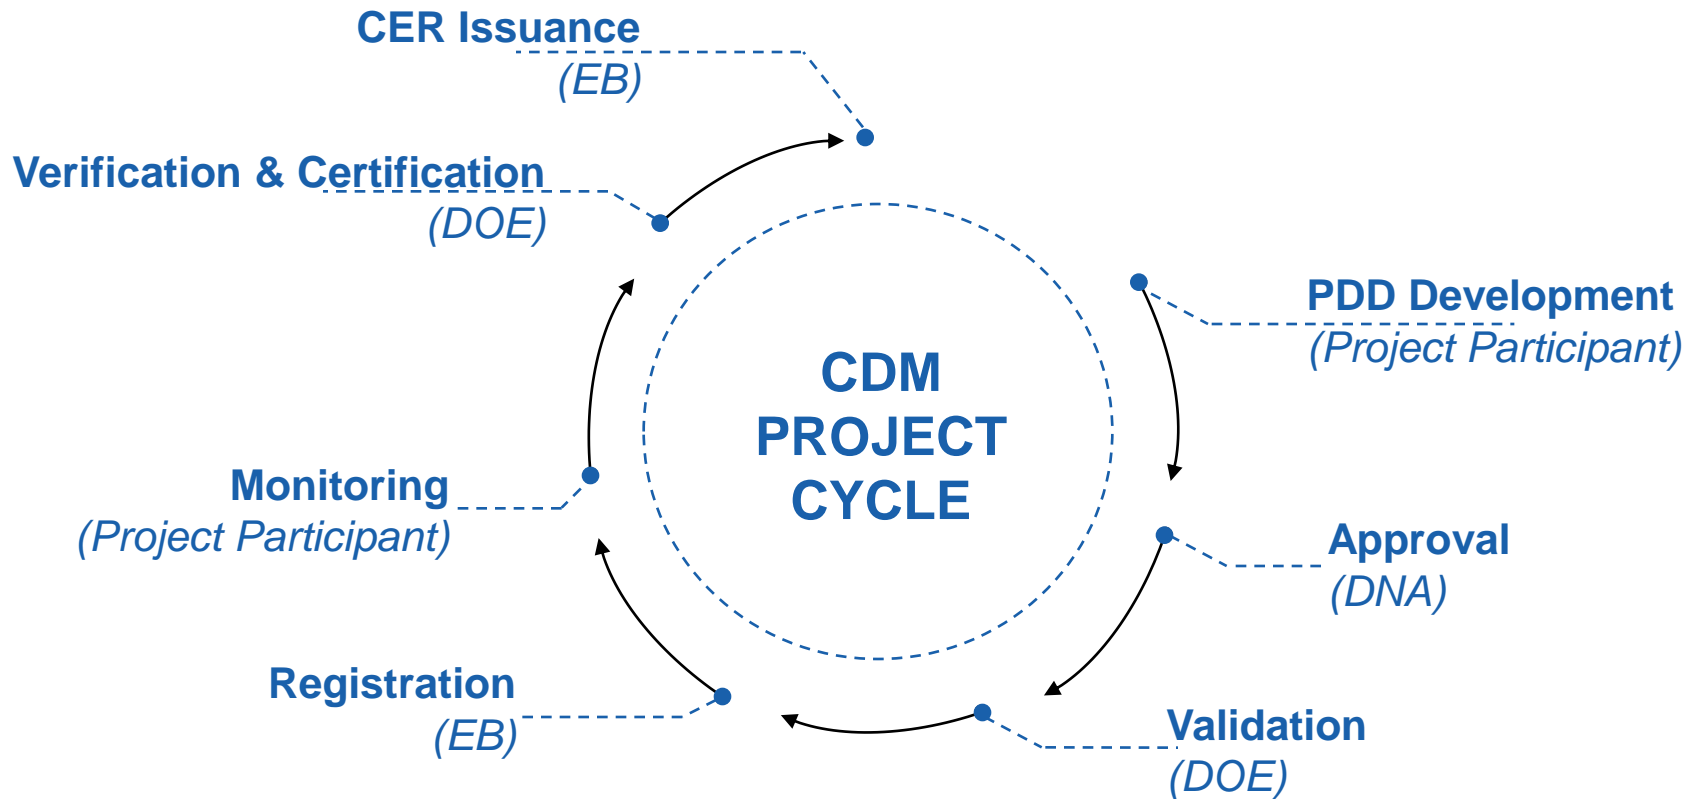 CER Issuance
(EB)
Verification & Certification
(DOE)
PDD Development
(Project Participant)
CDM
PROJECT
CYCLE
Monitoring
(Project Participant)
Approval
(DNA)
Registration
(EB)
Validation
(DOE)